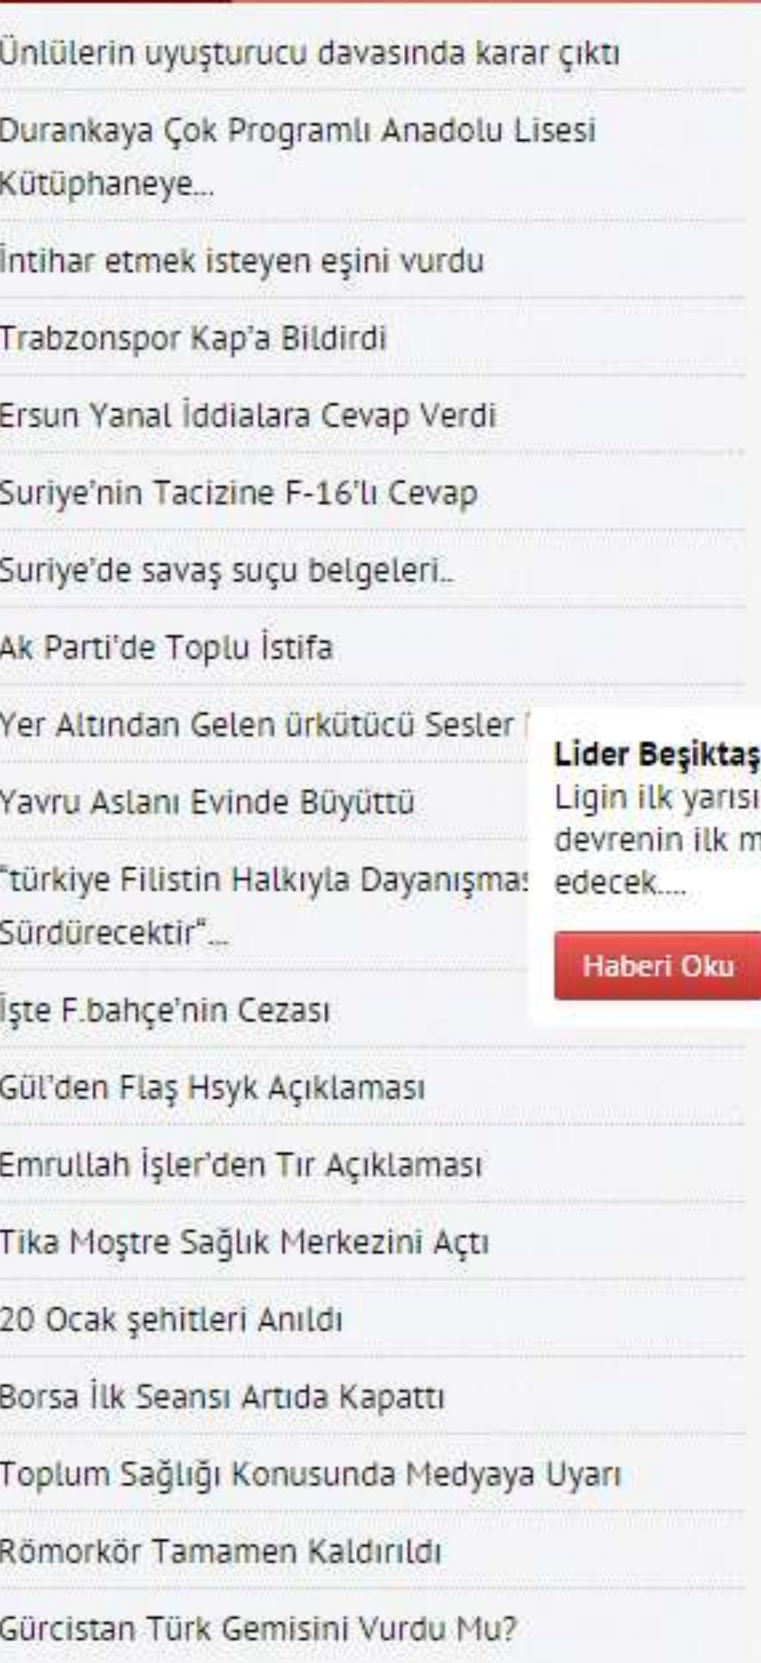 Ünlülerin uyuşturucu davasında karar çıktı
Durankaya Çok Programlı Anadolu Lisesi
Kütüphaneye...
İntihar etmek isteyen eşini vurdu
Trabzonspor Kap'a Bildirdi
Ersun Yanal İddialara Cevap Verdi
Suriye'nin Tacizine F-16'lı Cevap
Suriye'de savaş suçu belgeleri..
Ak Parti'de Toplu İstifa
Yer Altından Gelen ürkütücü Sesler
Yavru Aslanı Evinde Büyüttü
"türkiye Filistin Halkıyla
Sürdürecektir"...
İşte F.bahçe'nin Cezası
Gül'den Flaş Hsyk Açıklaması
Emrullah İşler'den Tır Açıklaması
Tika Moştre Sağlık Merkezini Açtı
20 Ocak şehitleri Anıldı
Borsa İlk Seansı Artıda Kapattı
Toplum Sağlığı Konusunda Medyaya Uyarı
Römorkör Tamamen Kaldırıldı
Gürcistan Türk Gemisini Vurdu Mu?
Lider Beşiktaş
Ligin ilk yarısı
devrenin ilk
edecek....
Haberi Oku